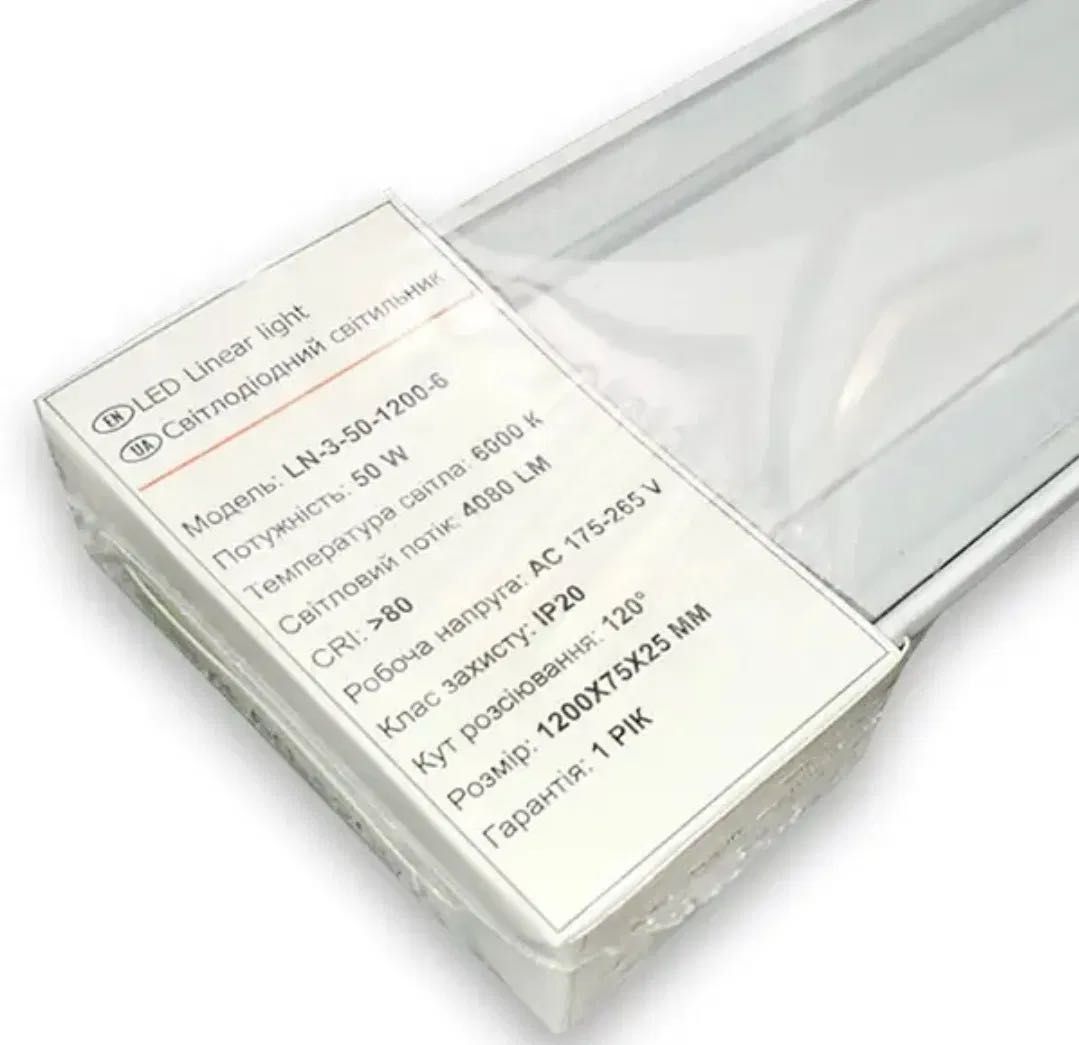 EN LED Linear light
UA Світлодіодний світильник
Модель: LN-3-50-1200-6
Потужність: 50 W
Температура світла: 6000 K
Світловий потік: 4080 LM
CRI: >80
Робоча напруга: AC 175-265 V
Клас захисту: IP20
Кут розсіювання: 120°
Розмір: 1200X75X25 ММ
Гарантія: 1 РІК